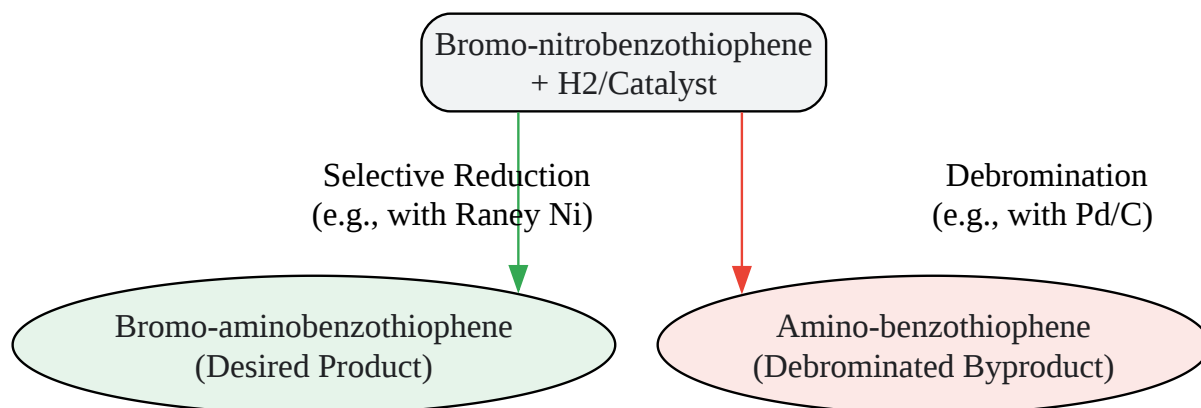 Bromo-nitrobenzothiophene
+ H2/Catalyst
Selective Reduction
(e.g., with Raney Ni)
Debromination
(e.g., with Pd/C)
Bromo-aminobenzothiophene
(Desired Product)
Amino-benzothiophene
(Debrominated Byproduct)